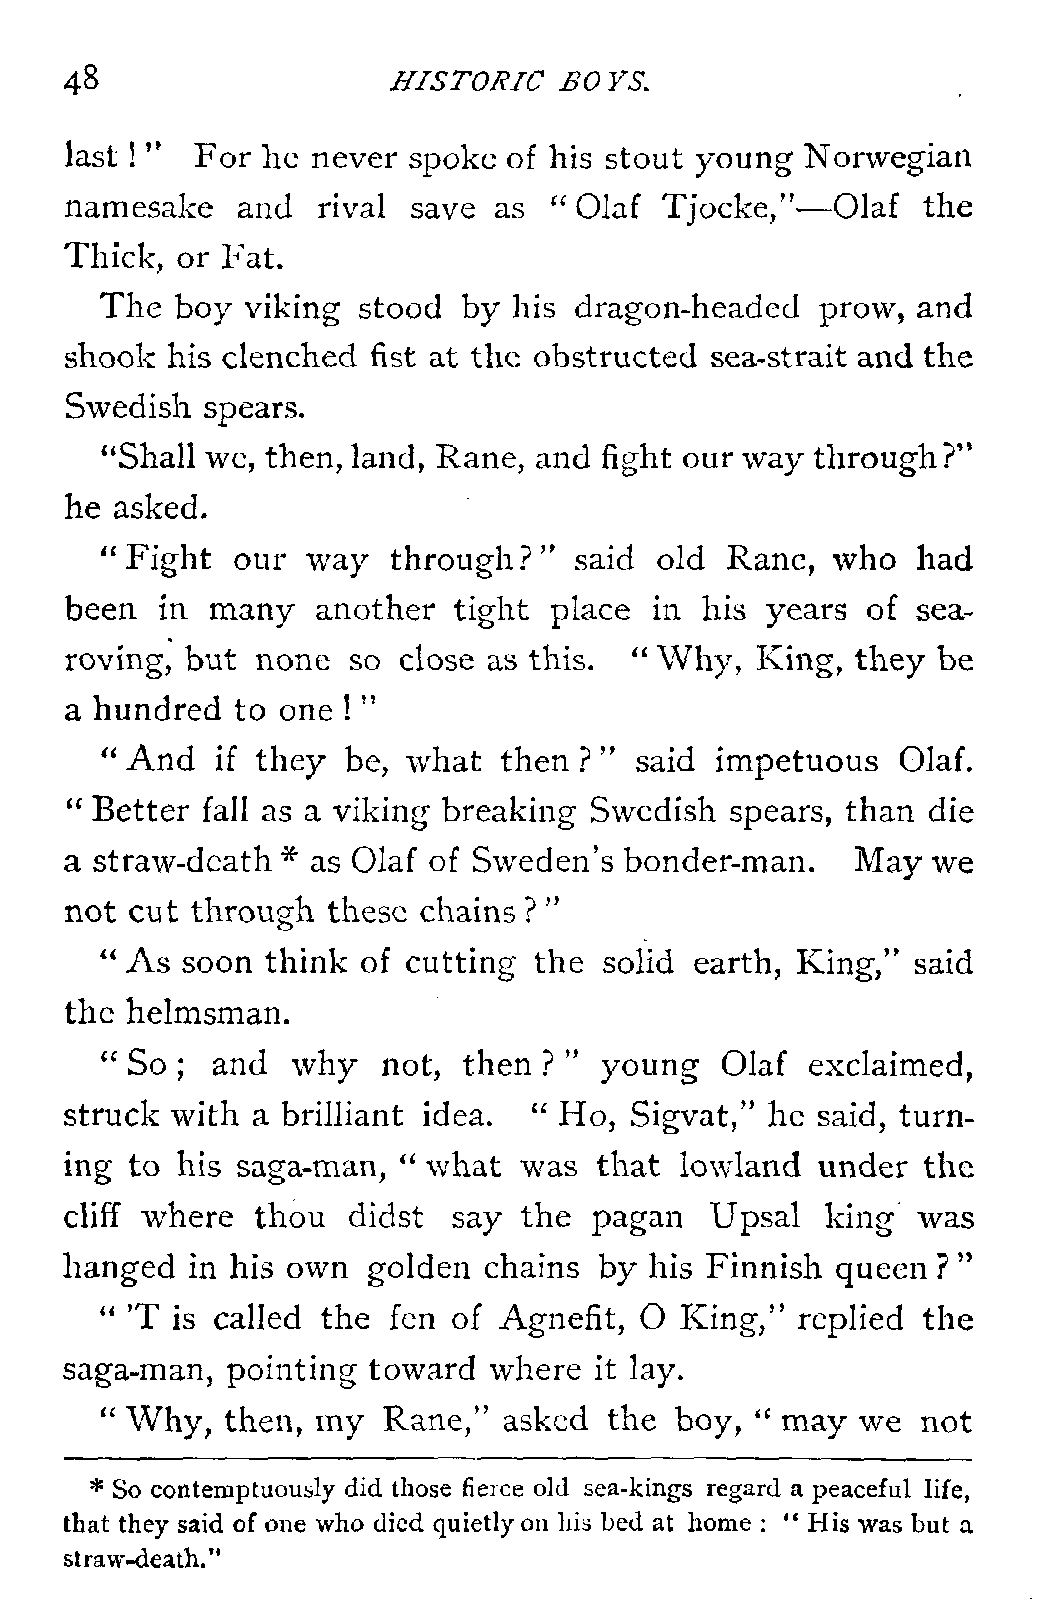 48 HISTORIC BOYS.
last!" For he never spoke of his stout young Norwegian
namesake and rival save as "Olaf Tjocke,"—Olaf the
Thick, or Fat.
The boy viking stood by his dragon-headed prow, and
shook his clenched fist at the obstructed sea-strait and the
Swedish spears.
"Shall we, then, land, Rane, and fight our way through?"
he asked.
"Fight our way through?" said old Rane, who had
been in many another tight place in his years of sea-
roving, but none so close as this. "Why, King, they be
a hundred to one!"
"And if they be, what then?" said impetuous Olaf.
"Better fall as a viking breaking Swedish spears, than die
a straw-death * as Olaf of Sweden's bonder-man. May we
not cut through these chains?"
"As soon think of cutting the solid earth, King," said
the helmsman.
"So; and why not, then?" young Olaf exclaimed,
struck with a brilliant idea. "Ho, Sigvat," he said, turn-
ing to his saga-man, "what was that lowland under the
cliff where thou didst say the pagan Upsal king was
hanged in his own golden chains by his Finnish queen?"
"'T is called the fen of Agnefit, O King," replied the
saga-man, pointing toward where it lay.
"Why, then, my Rane," asked the boy, "may we not
* So contemptuously did those fierce old sea-kings regard a peaceful life,
that they said of one who died quietly on his bed at home: "His was but a
straw-death."